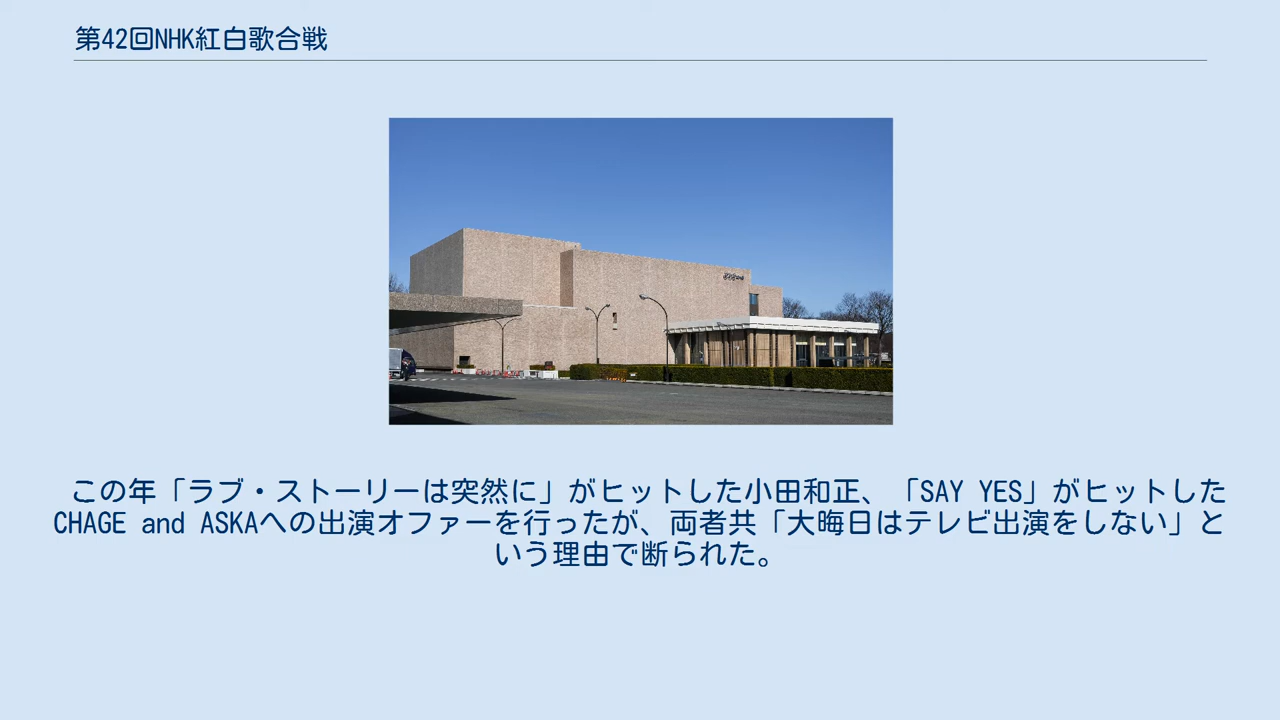 第42回NHK紅白歌合戦
この年「ラブ・ストーリーは突然に」がヒットした小田和正、「SAY YES」がヒットした
CHAGE and ASKAへの出演オファーを行ったが、両者共「大晦日はテレビ出演をしない」と
いう理由で断られた。